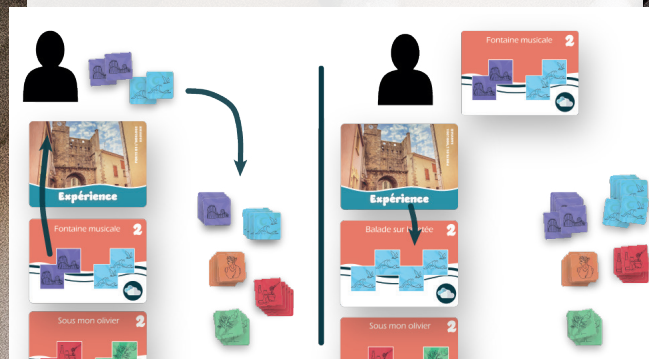 Expérience
Fontaine musicale 2
Sous mon olivier 2
Fontaine musicale 2
Expérience
Balade sur 2
Sous mon olivier 2